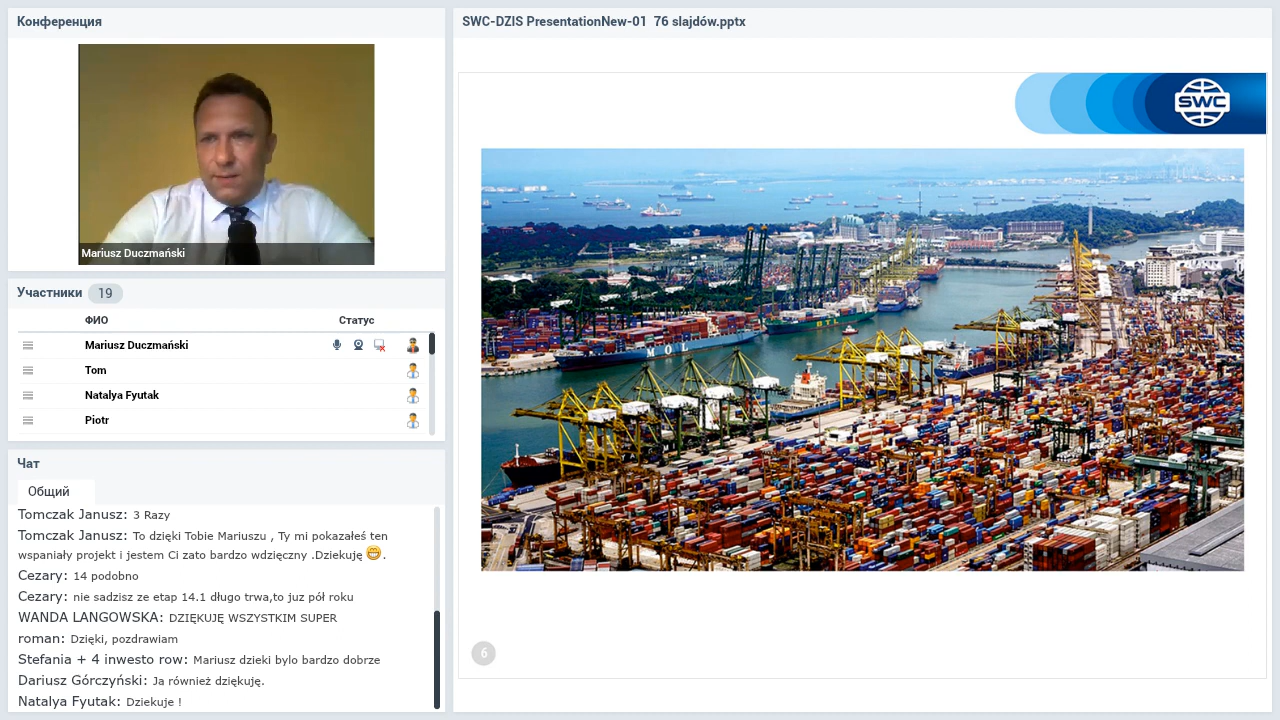 Конференция
Mariusz Duczmański
Участники 19
ФИО Статус
Mariusz Duczmański
Tom
Natalya Fyutak
Piotr
Чат
Общий
Tomczak Janusz: 3 Razy
Tomczak Janusz: To dzięki Tobie Mariuszu , Ty mi pokazałeś ten
wspaniały projekt i jestem Ci zato bardzo wdzięczny .Dziekuję 😁.
Cezary: 14 podobno
Cezary: nie sadzisz ze etap 14.1 długo trwa,to juz pół roku
WANDA LANGOWSKA: DZIĘKUJĘ WSZYSTKIM SUPER
roman: Dzięki, pozdrawiam
Stefania + 4 inwesto row: Mariusz dzieki bylo bardzo dobrze
Dariusz Górczyński: Ja również dziękuję.
Natalya Fyutak: Dziekuje !
SWC-DZIS PresentationNew-01 76 slajdów.pptx
SWC
MOL
6